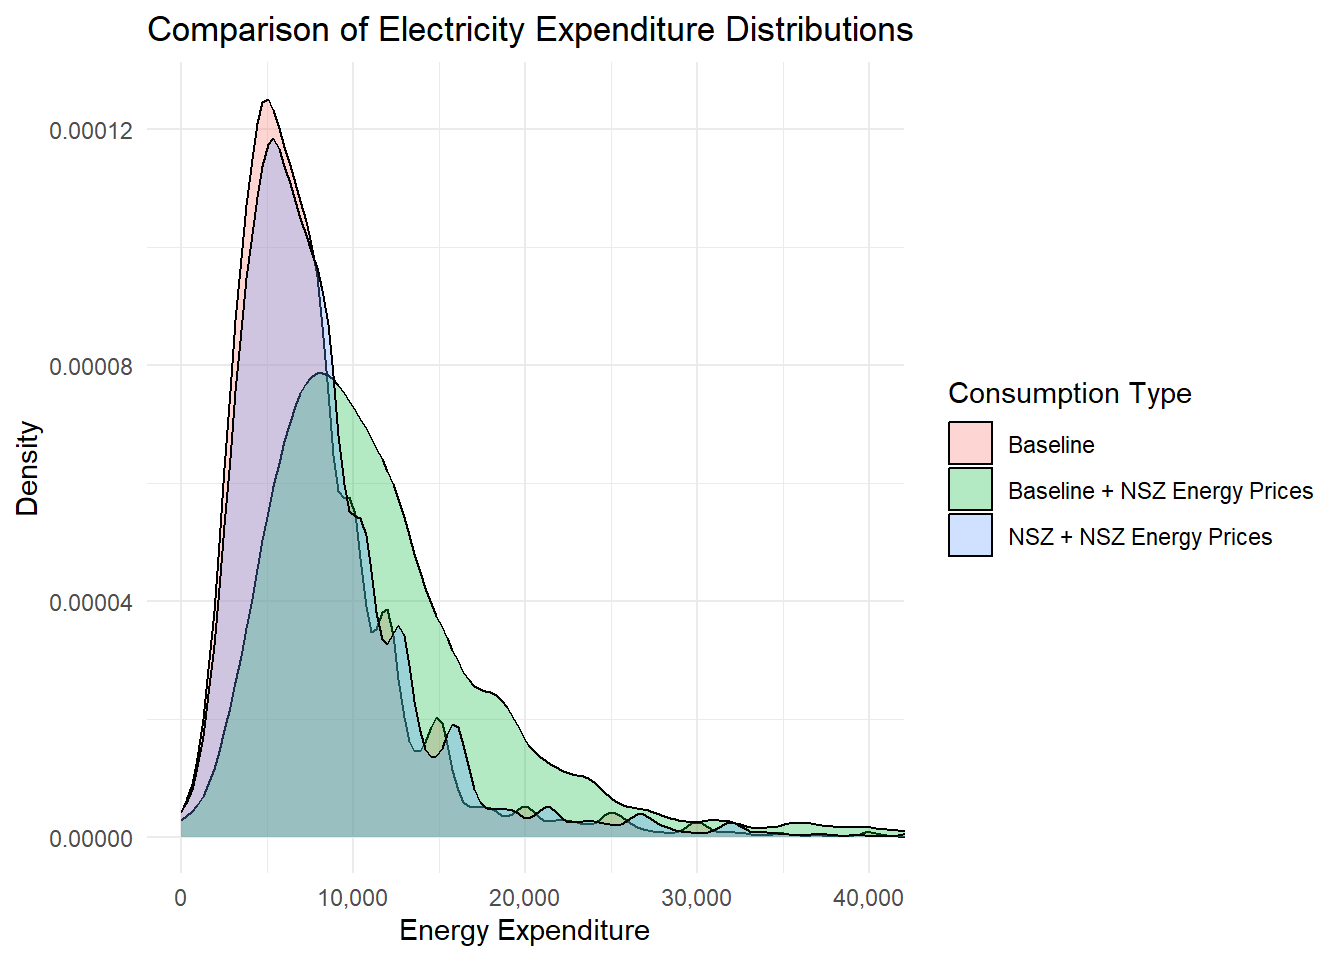 Comparison of Electricity Expenditure Distributions
0.00012
0.00008
0.00004
0.00000
Density
0
10,000
20,000
30,000
40,000
Energy Expenditure
Consumption Type
Baseline
Baseline + NSZ Energy Prices
NSZ + NSZ Energy Prices